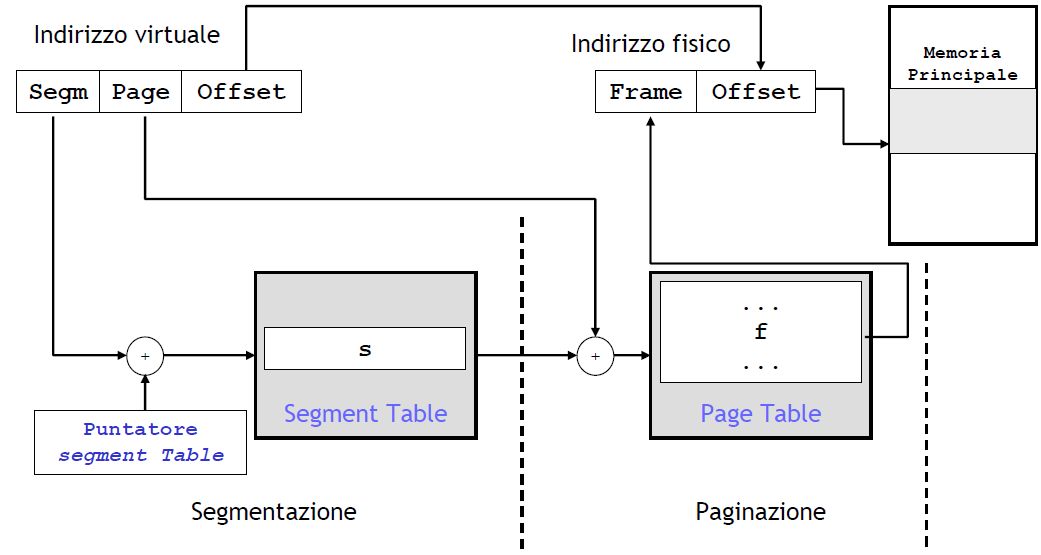 Indirizzo virtuale
Indirizzo fisico
Memoria
Principale
Segm Page Offset
Frame Offset
...
f
...
+
s
+
Segment Table
Page Table
Puntatore
segment Table
Segmentazione
Paginazione